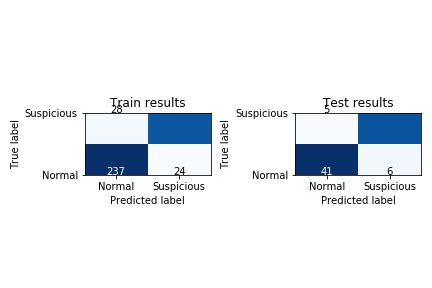 Train results
Test results
28
5
Suspicious
Suspicious
True label
True label
237
24
41
6
Normal
Normal
Normal
Suspicious
Normal
Suspicious
Predicted label
Predicted label